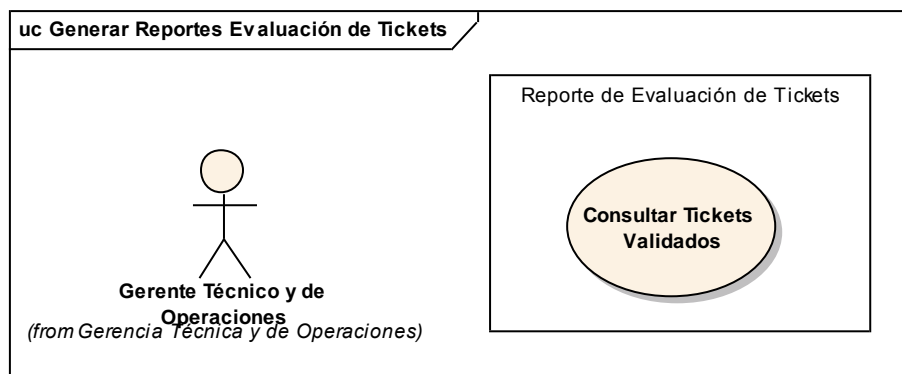 uc Generar Reportes Evaluación de Tickets
Reporte de Evaluación de Tickets
Consultar Tickets
Validados
Gerente Técnico y de
Operaciones
(from Gerencia Técnica y de Operaciones)